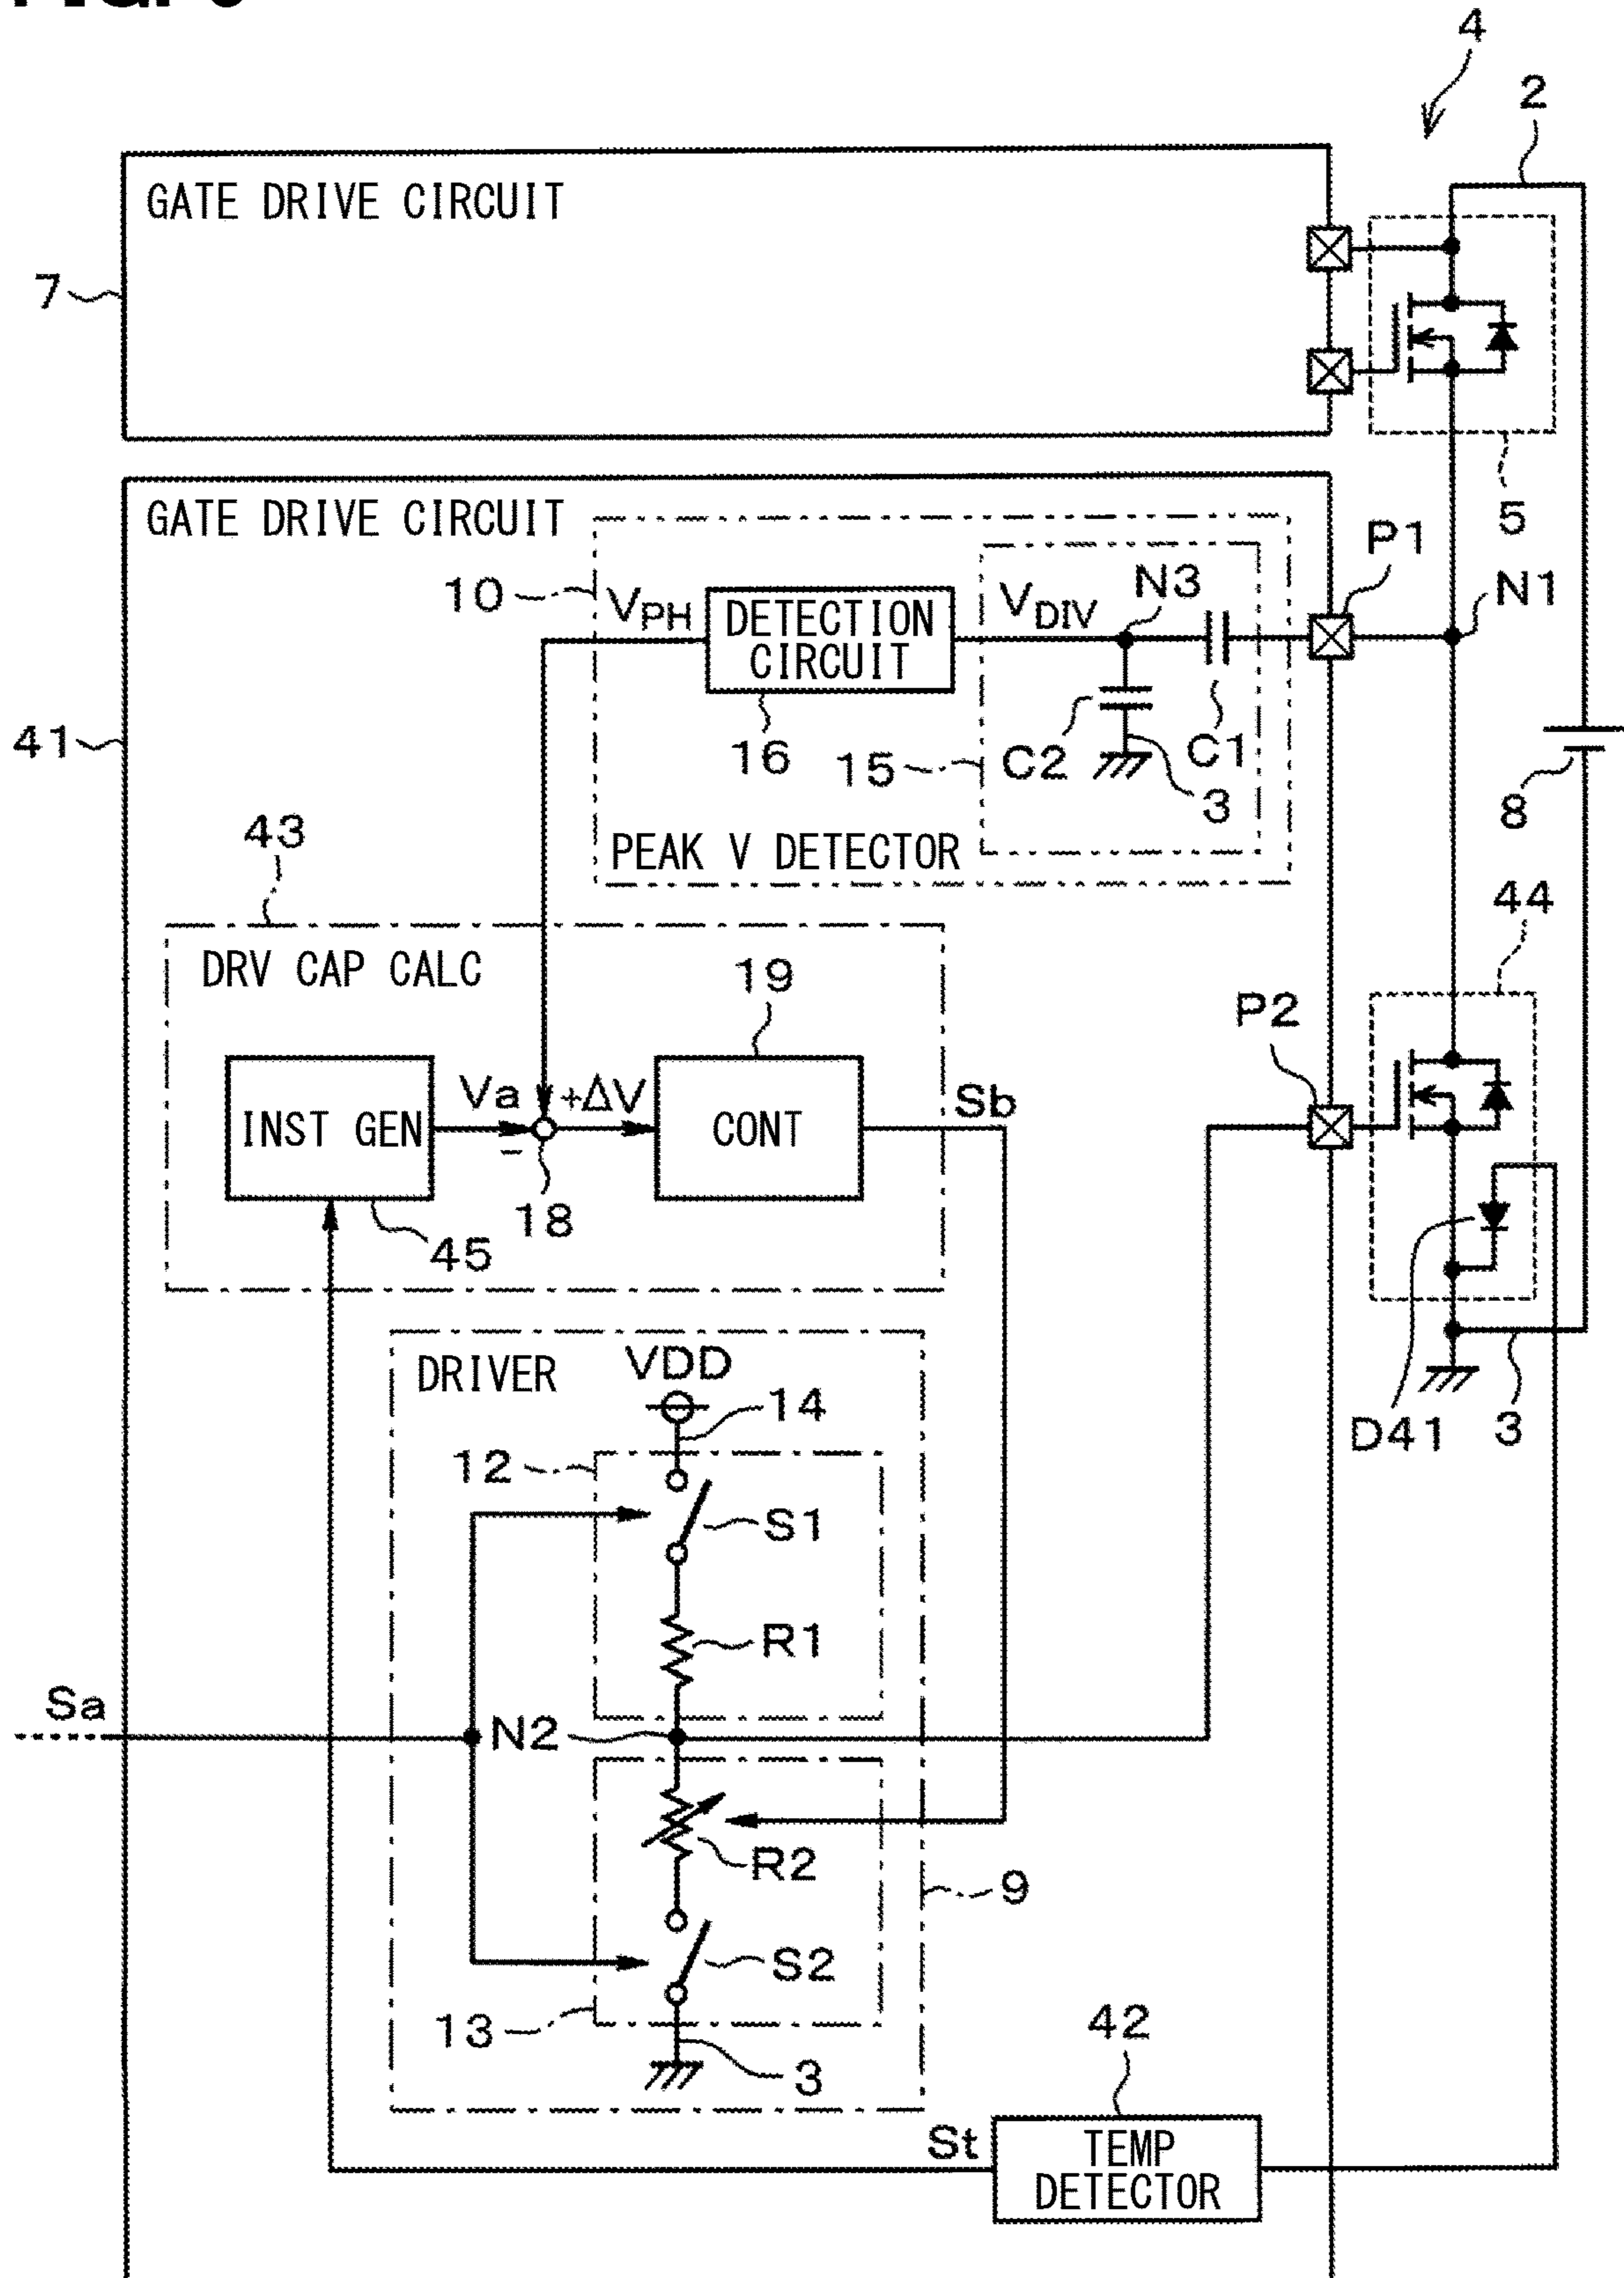 4
2
GATE DRIVE CIRCUIT
7
5
GATE DRIVE CIRCUIT
P1
10
VPH
DETECTION
CIRCUIT
VDIV
N3
N1
41
16
15
C2
C1
3
8
43
PEAK V DETECTOR
44
DRV CAP CALC
19
P2
INST GEN
Va
+ΔV
CONT
Sb
−
18
45
DRIVER
VDD
14
D41
3
12
S1
R1
Sa
N2
R2
9
S2
13
3
42
St
TEMP
DETECTOR